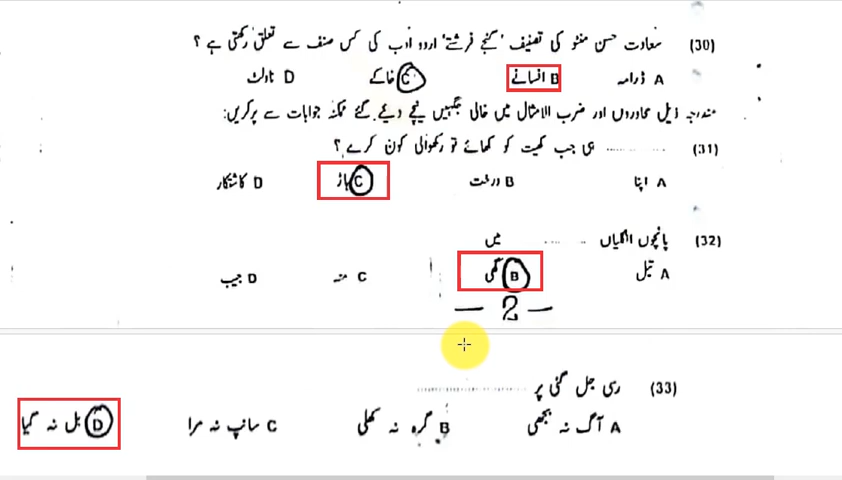 (30) سعادت حسن منٹو کی تصنیف "گنجے فرشتے" اردو ادب کی کس صنف سے تعلق رکھتی ہے ؟
A ڈرامہ B افسانے C خاکے D ناولٹ
مندرجہ ذیل محاوروں اور ضرب الامثال میں خالی جگہیں نیچے دیئے گئے ممکنہ جوابات سے پر کریں:
(31) ............ ہی جب کھیت کو کھائے تو رکھوالی کون کرے ؟
A اپنا B درخت C باڑ D کاشتکار
(32) پانچوں انگلیاں ............ میں
A تیل B گھی C منہ D جیب
— 2 —
(33) رسی جل گئی پر ............
A آگ نہ بجھی B گرہ نہ کھلی C سانپ نہ مرا D بل نہ گیا